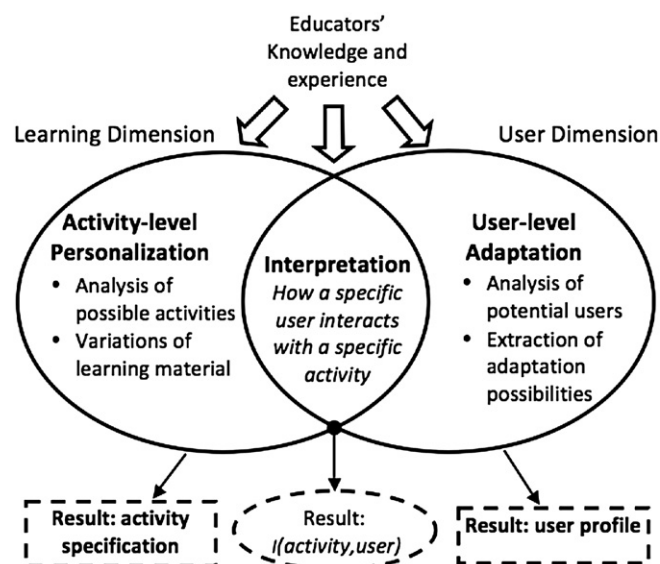 Educators’
Knowledge and
experience
Learning Dimension
User Dimension
Activity-level
Personalization
• Analysis of
possible activities
• Variations of
learning material
Interpretation
How a specific
user interacts
with a specific
activity
User-level
Adaptation
• Analysis of
potential users
• Extraction of
adaptation
possibilities
Result: activity
specification
Result:
I(activity,user)
Result: user profile